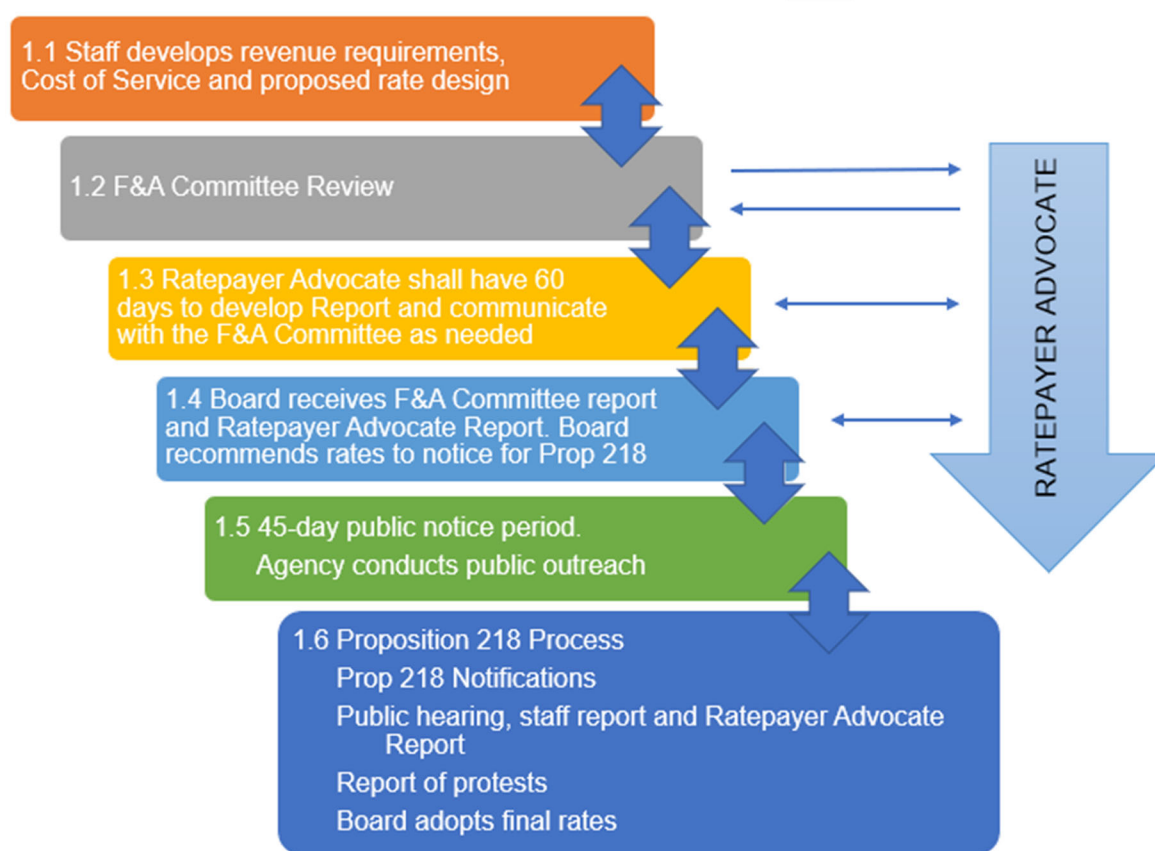 1.1 Staff develops revenue requirements,
Cost of Service and proposed rate design
1.2 F&A Committee Review
1.3 Ratepayer Advocate shall have 60
days to develop Report and communicate
with the F&A Committee as needed
1.4 Board receives F&A Committee report
and Ratepayer Advocate Report. Board
recommends rates to notice for Prop 218
1.5 45-day public notice period.
Agency conducts public outreach
1.6 Proposition 218 Process
Prop 218 Notifications
Public hearing, staff report and Ratepayer Advocate
Report
Report of protests
Board adopts final rates
RATEPAYER ADVOCATE